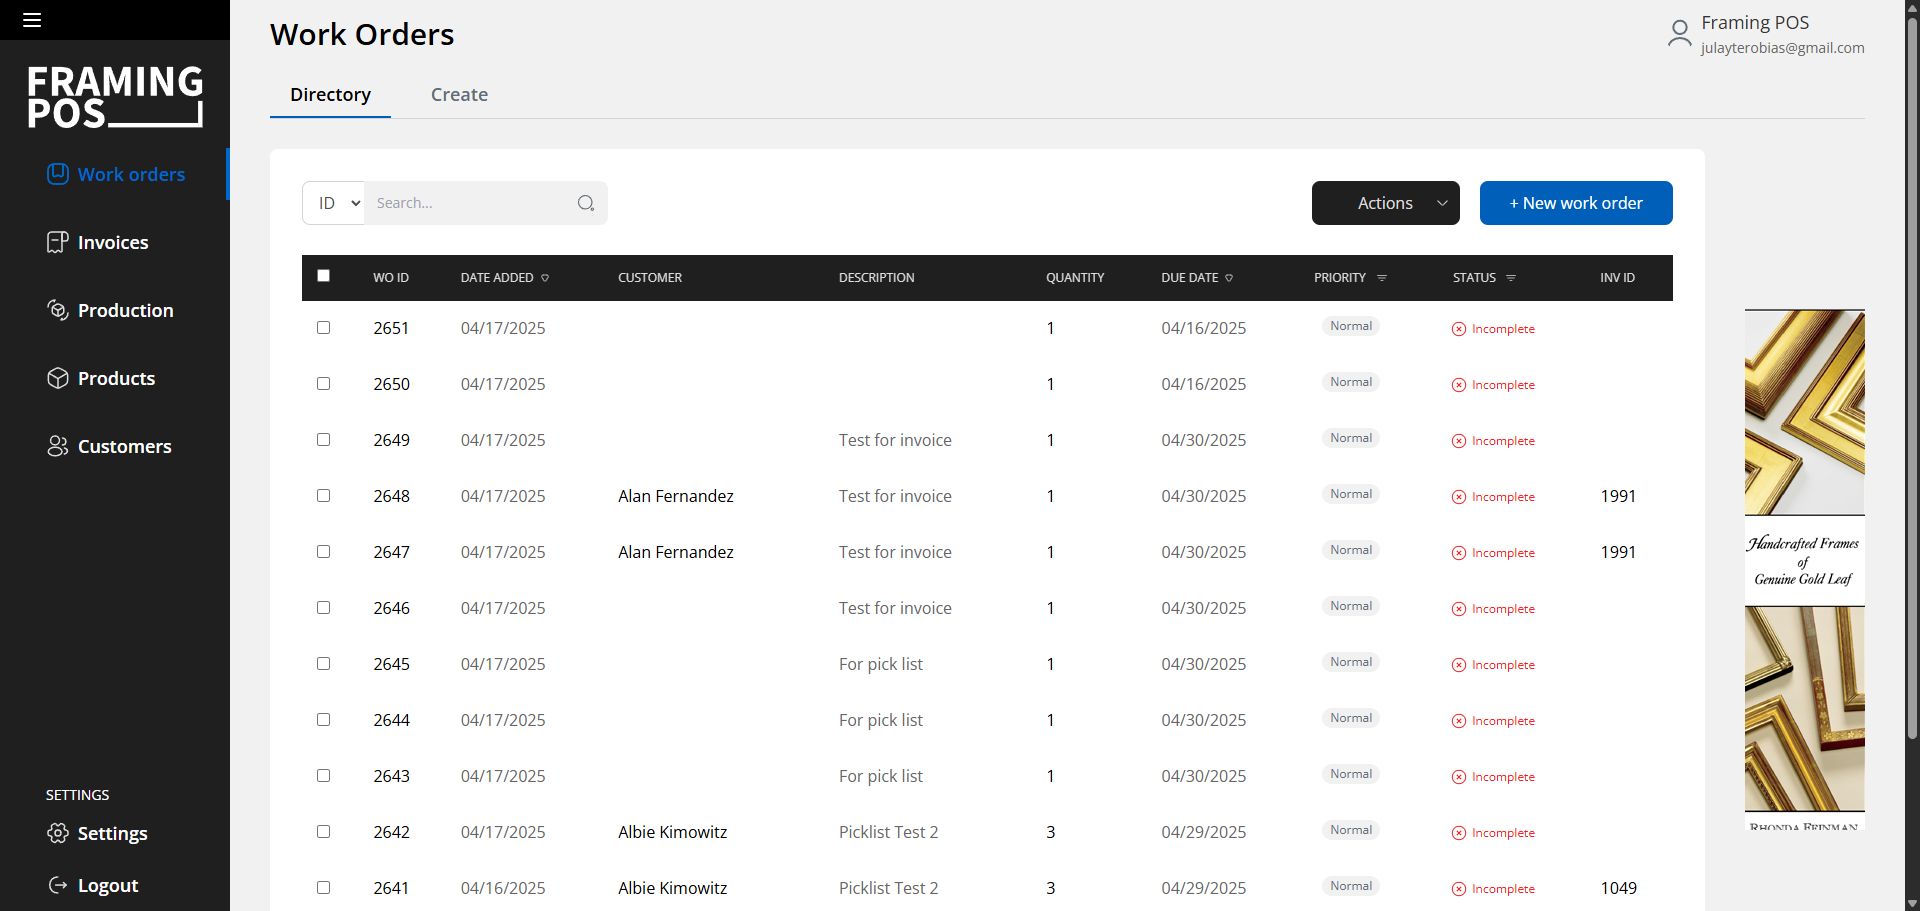 FRAMING
POS
Work orders
Invoices
Production
Products
Customers
SETTINGS
Settings
Logout
Work Orders
Framing POS
julayterobias@gmail.com
Directory Create
ID Search... Actions + New work order
WO ID DATE ADDED CUSTOMER DESCRIPTION QUANTITY DUE DATE PRIORITY STATUS INV ID
2651 04/17/2025 1 04/16/2025 Normal Incomplete
2650 04/17/2025 1 04/16/2025 Normal Incomplete
2649 04/17/2025 Test for invoice 1 04/30/2025 Normal Incomplete
2648 04/17/2025 Alan Fernandez Test for invoice 1 04/30/2025 Normal Incomplete 1991
2647 04/17/2025 Alan Fernandez Test for invoice 1 04/30/2025 Normal Incomplete 1991
2646 04/17/2025 Test for invoice 1 04/30/2025 Normal Incomplete
2645 04/17/2025 For pick list 1 04/30/2025 Normal Incomplete
2644 04/17/2025 For pick list 1 04/30/2025 Normal Incomplete
2643 04/17/2025 For pick list 1 04/30/2025 Normal Incomplete
2642 04/17/2025 Albie Kimowitz Picklist Test 2 3 04/29/2025 Normal Incomplete
2641 04/16/2025 Albie Kimowitz Picklist Test 2 3 04/29/2025 Normal Incomplete 1049
Handcrafted Frames
of
Genuine Gold Leaf
RHONDA FEINMAN